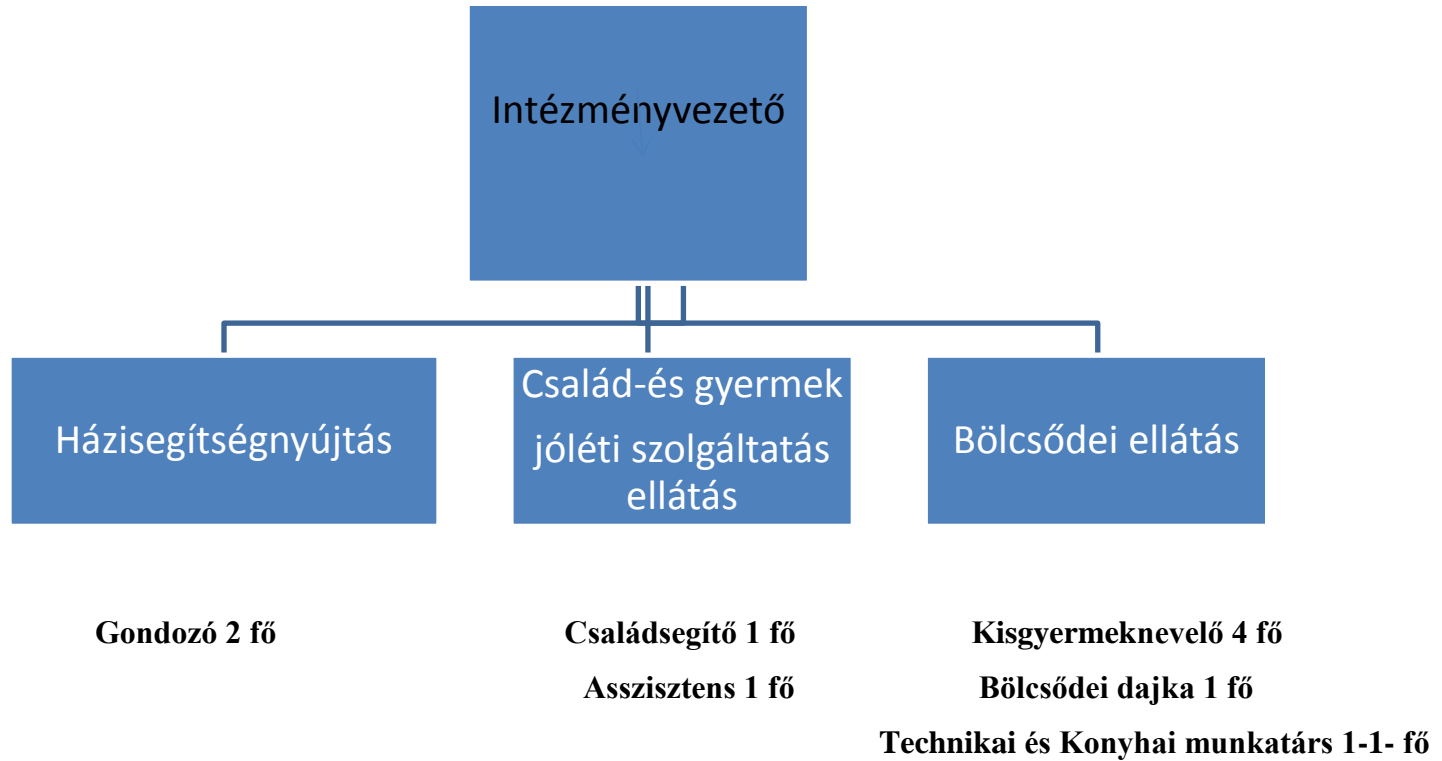 Intézményvezető
Házisegítségnyújtás
Család-és gyermek
jóléti szolgáltatás
ellátás
Bölcsődei ellátás
Gondozó 2 fő
Családsegítő 1 fő
Kisgyermeknevelő 4 fő
Asszisztens 1 fő
Bölcsődei dajka 1 fő
Technikai és Konyhai munkatárs 1-1- fő